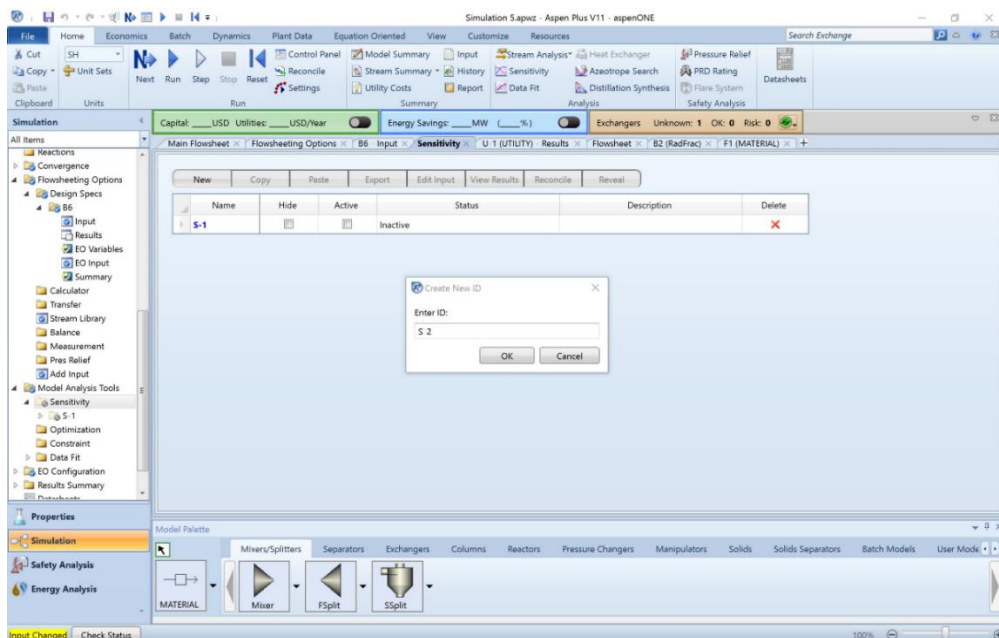 Simulation 5.apwz - Aspen Plus V11 - aspenONE
File Home Economics Batch Dynamics Plant Data Equation Oriented View Customize Resources Search Exchange
Cut SH Control Panel Model Summary Input Stream Analysis Heat Exchanger Pressure Relief
Copy Unit Sets Next Run Step Stop Reset Reconcile Stream Summary History Sensitivity Azeotrope Search PRD Rating Datasheets
Paste Settings Utility Costs Report Data Fit Distillation Synthesis Flare System
Clipboard Units Run Summary Analysis Safety Analysis
Simulation
Capital: ____USD Utilities: ____USD/Year Energy Savings: ____MW (____%) Exchangers Unknown: 1 OK: 0 Risk: 0
All Items
Main Flowsheet Flowsheeting Options B6 - Input Sensitivity U 1 (UTILITY) Results Flowsheet B2 (RadFrac) F1 (MATERIAL) +
Reactions
Convergence
Flowsheeting Options
Design Specs
B6
Input
Results
EO Variables
EO Input
Summary
Calculator
Transfer
Stream Library
Balance
Measurement
Pres Relief
Add Input
Model Analysis Tools
Sensitivity
S-1
Optimization
Constraint
Data Fit
EO Configuration
Results Summary
Datasheets
New Copy Paste Export Edit Input View Results Reconcile Reveal
Name Hide Active Status Description Delete
S-1 Inactive
Create New ID
Enter ID:
S 2
OK Cancel
Properties
Simulation
Safety Analysis
Energy Analysis
Model Palette
Mixers/Splitters Separators Exchangers Columns Reactors Pressure Changers Manipulators Solids Solids Separators Batch Models User Mode
MATERIAL Mixer FSplit SSplit
Input Changed Check Status 100%